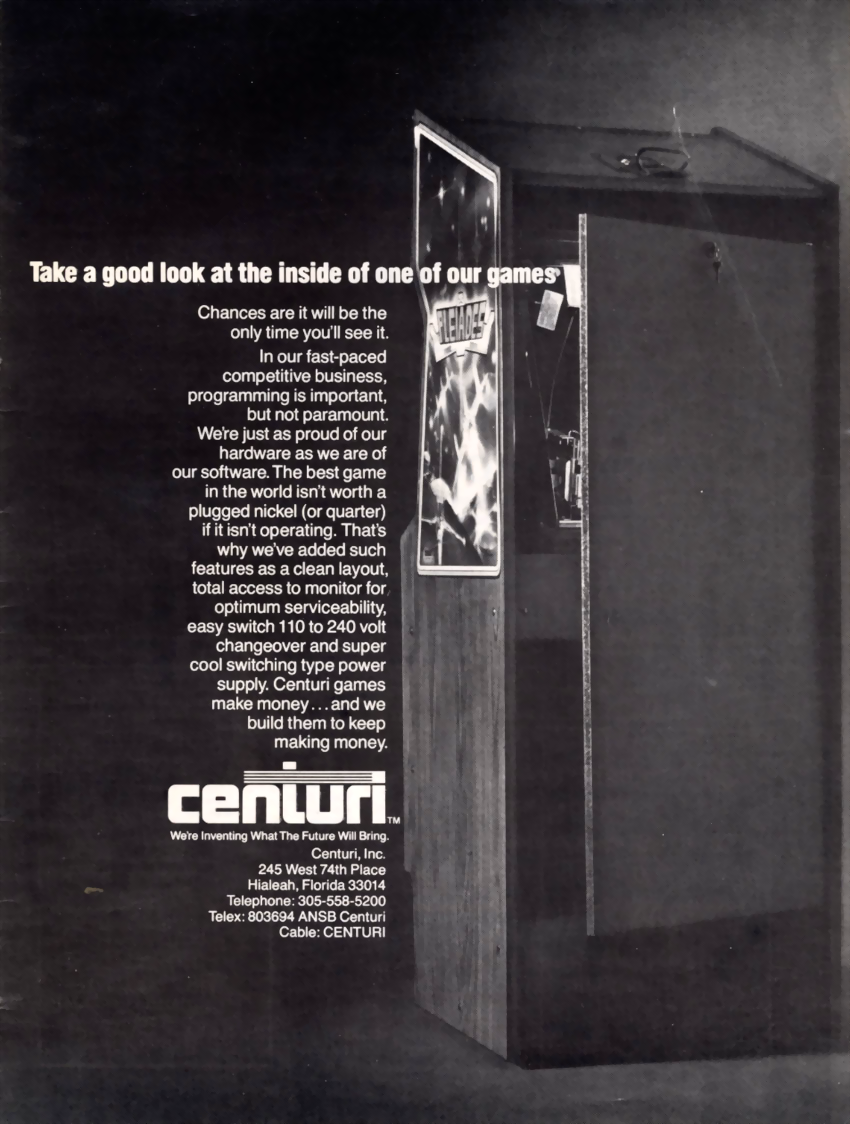 Take a good look at the inside of one of our games
Chances are it will be the
only time you'll see it.
In our fast-paced
competitive business,
programming is important,
but not paramount.
We're just as proud of our
hardware as we are of
our software. The best game
in the world isn't worth a
plugged nickel (or quarter)
if it isn't operating. That's
why we've added such
features as a clean layout,
total access to monitor for
optimum serviceability,
easy switch 110 to 240 volt
changeover and super
cool switching type power
supply. Centuri games
make money...and we
build them to keep
making money.
PLEIADES
centuri TM
We're Inventing What The Future Will Bring.
Centuri, Inc.
245 West 74th Place
Hialeah, Florida 33014
Telephone: 305-558-5200
Telex: 803694 ANSB Centuri
Cable: CENTURI